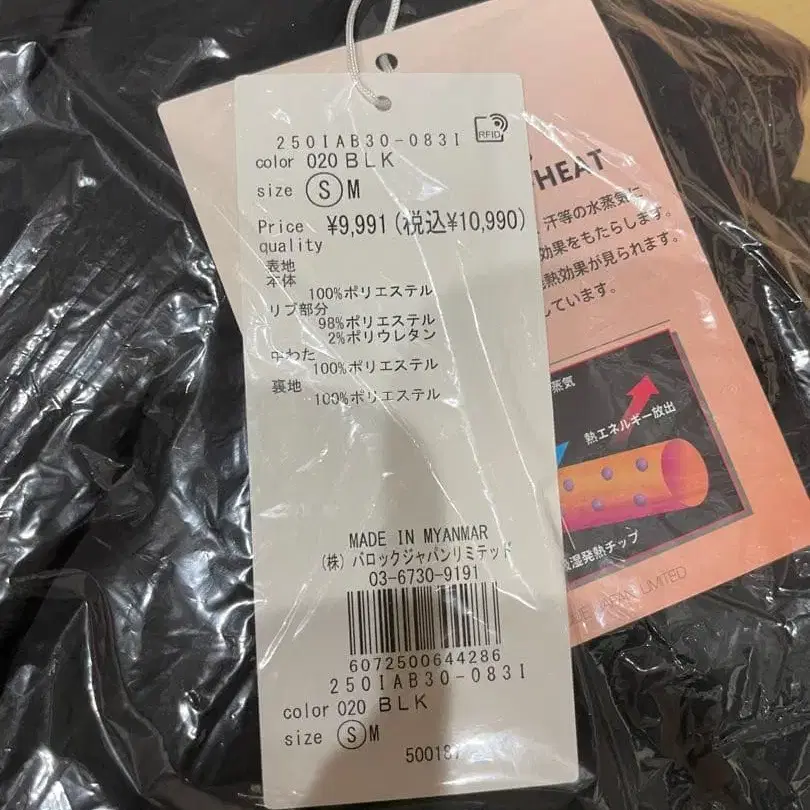 250IAB30-083I
RFID
color 020 BLK
size Ⓢ M
Price ¥9,991(税込¥10,990)
quality
表地
本体
100%ポリエステル
リブ部分
98%ポリエステル
2%ポリウレタン
中わた
100%ポリエステル
裏地
100%ポリエステル
MADE IN MYANMAR
(株) バロックジャパンリミテッド
03-6730-9191
6072500644286
250IAB30-083I
color 020 BLK
size Ⓢ M
HEAT
汗等の水蒸気に
効果をもたらします。
熱効果が見られます。
しています。
蒸気
熱エネルギー放出
湿発熱チップ
JAPAN LIMITED